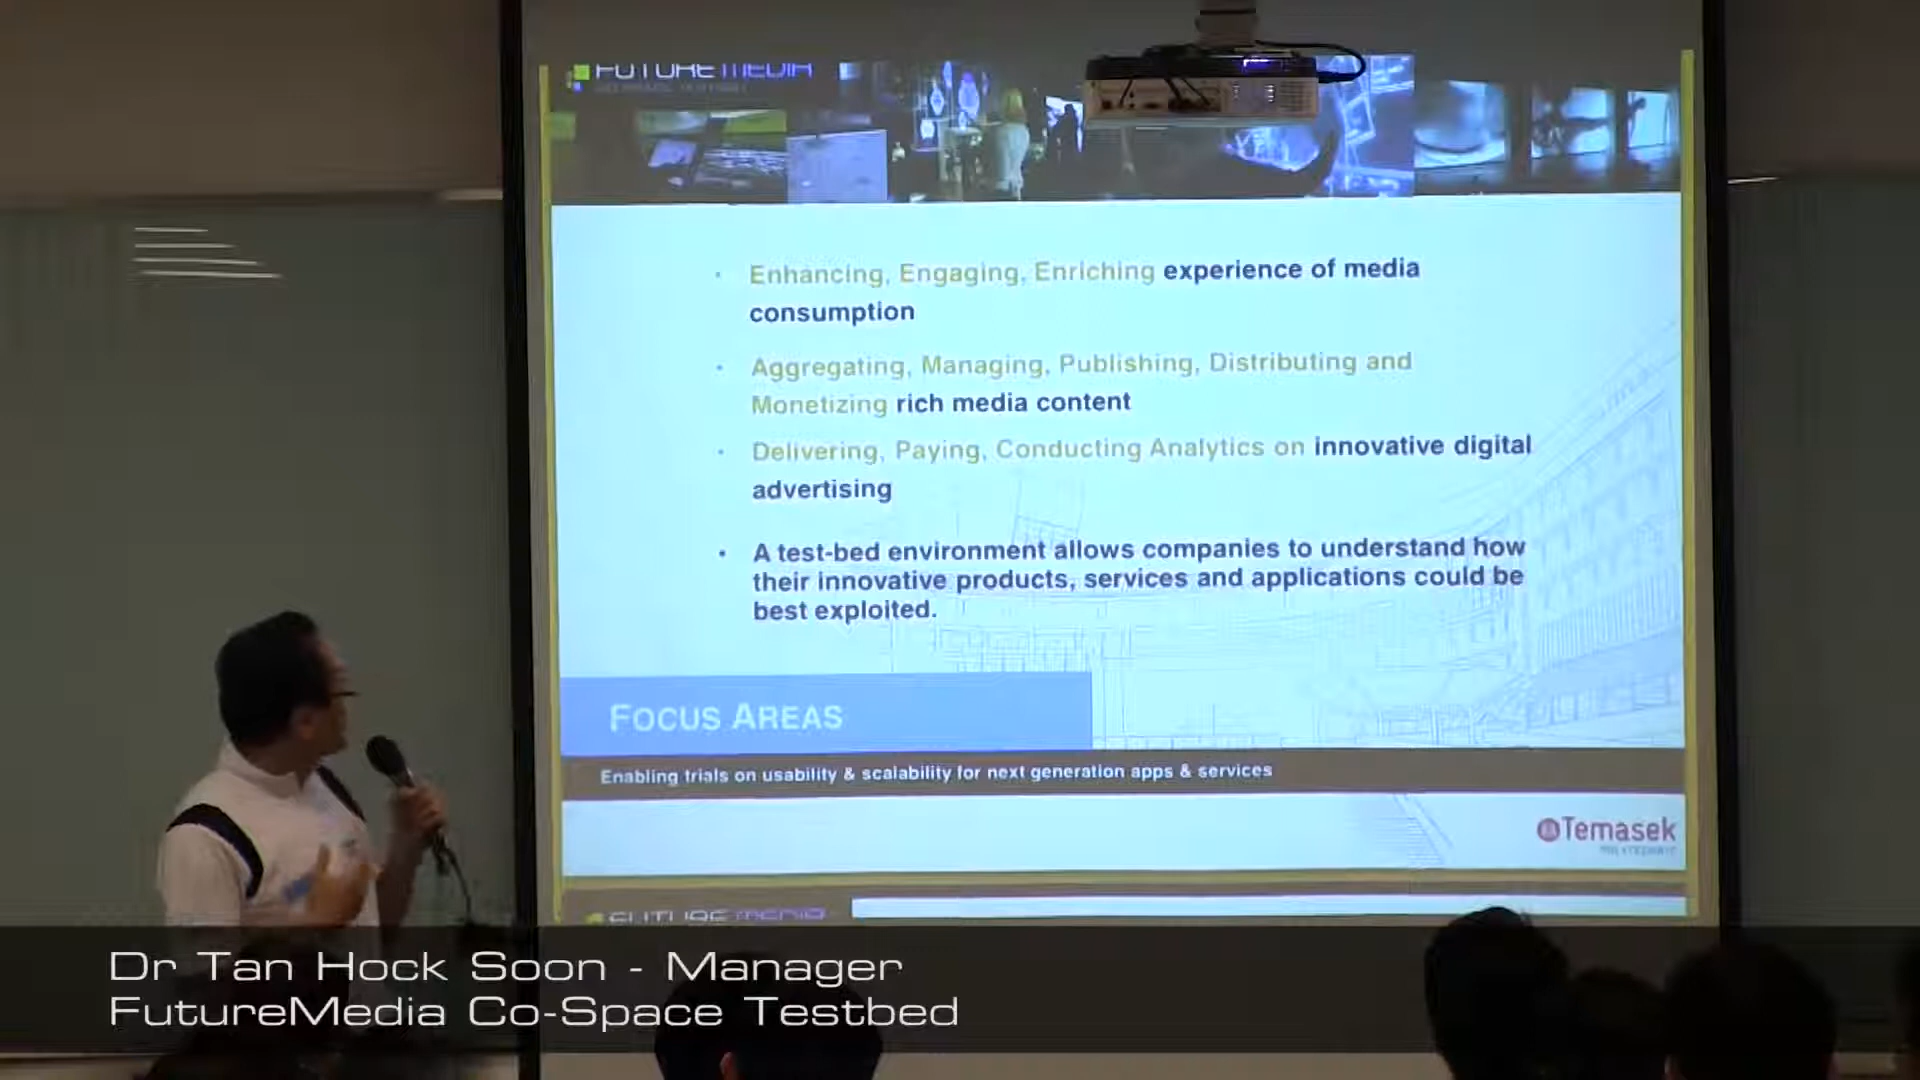 FUTUREMEDIA
• Enhancing, Engaging, Enriching experience of media
consumption
• Aggregating, Managing, Publishing, Distributing and
Monetizing rich media content
• Delivering, Paying, Conducting Analytics on innovative digital
advertising
• A test-bed environment allows companies to understand how
their innovative products, services and applications could be
best exploited.
FOCUS AREAS
Enabling trials on usability & scalability for next generation apps & services
Temasek
POLYTECHNIC
FUTUREMEDIA
Dr Tan Hock Soon - Manager
FutureMedia Co-Space Testbed